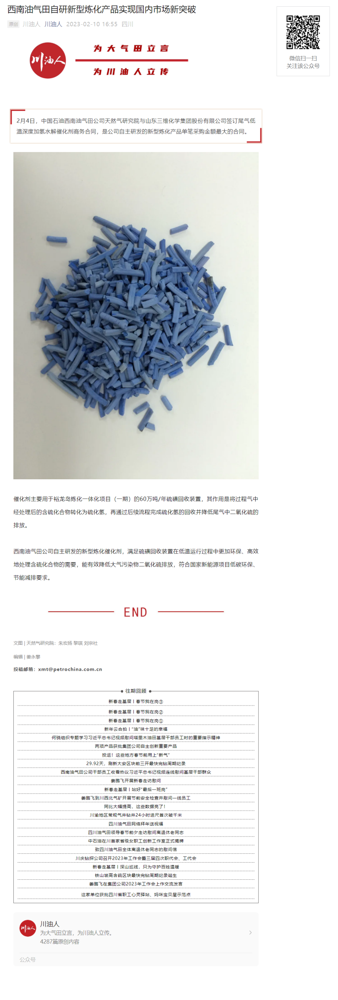 西南油气田自研新型炼化产品实现国内市场新突破
原创 川油人 川油人 2023-02-10 16:55 四川
微信扫一扫
关注该公众号
川油人
为大气田立言
为川油人立传
2月4日，中国石油西南油气田公司天然气研究院与山东三维化学集团股份有限公司签订尾气低
温深度加氢水解催化剂商务合同，是公司自主研发的新型炼化产品单笔采购金额最大的合同。
催化剂主要用于裕龙岛炼化一体化项目（一期）的60万吨/年硫磺回收装置，其作用是将过程气中
经处理后的含硫化合物转化为硫化氢，再通过后续流程完成硫化氢的回收并降低尾气中二氧化硫的
排放。
西南油气田公司自主研发的新型炼化催化剂，满足硫磺回收装置在低温运行过程中更加环保、高效
地处理含硫化合物的需要，能有效降低大气污染物二氧化硫排放，符合国家新能源项目低碳环保、
节能减排要求。
END
文图 | 天然气研究院：朱宏扬 黎琪 刘宗社
编辑 | 姜永攀
投稿邮箱：xmt@petrochina.com.cn
往期回顾
新春走基层丨春节我在岗③
新春走基层丨春节我在岗②
新春走基层丨春节我在岗①
新年云合拍丨“油”味十足的幸福
何骁组织专题学习习近平总书记视频慰问塔里木油田基层干部员工时的重要指示精神
两项产品获批集团公司自主创新重要产品
投运！这些地方春节前用上“新气”
29.92天，刷新大安区块前三开最快完钻周期纪录
西南油气田公司干部员工收看热议习近平总书记视频连线慰问基层干部群众
姜鹏飞开展新春走访慰问
新春走基层丨站好“最后一班岗”
姜鹏飞到川西北气矿开展节前安全检查并慰问一线员工
同比大幅提高，这些数据亮了！
川渝地区常规气井钻井24小时进尺首次破千米
四川油气田网络拜年送祝福
四川油气田领导春节前夕走访慰问离退休老同志
中石油在川首家省级女职工创新工作室正式揭牌
致四川油气田全体离退休老同志的慰问信
川庆钻探公司召开2023年工作会暨三届四次职代会、工代会
新春走基层丨深山巡线，只为守护百姓温暖
铁山坡高含硫区块最快完钻周期纪录诞生
姜鹏飞在集团公司2023年工作会上作交流发言
这家单位获批四川省职工心灵驿站、妈咪宝贝屋示范点
川油人
川油人
为大气田立言，为川油人立传。
4287篇原创内容
公众号